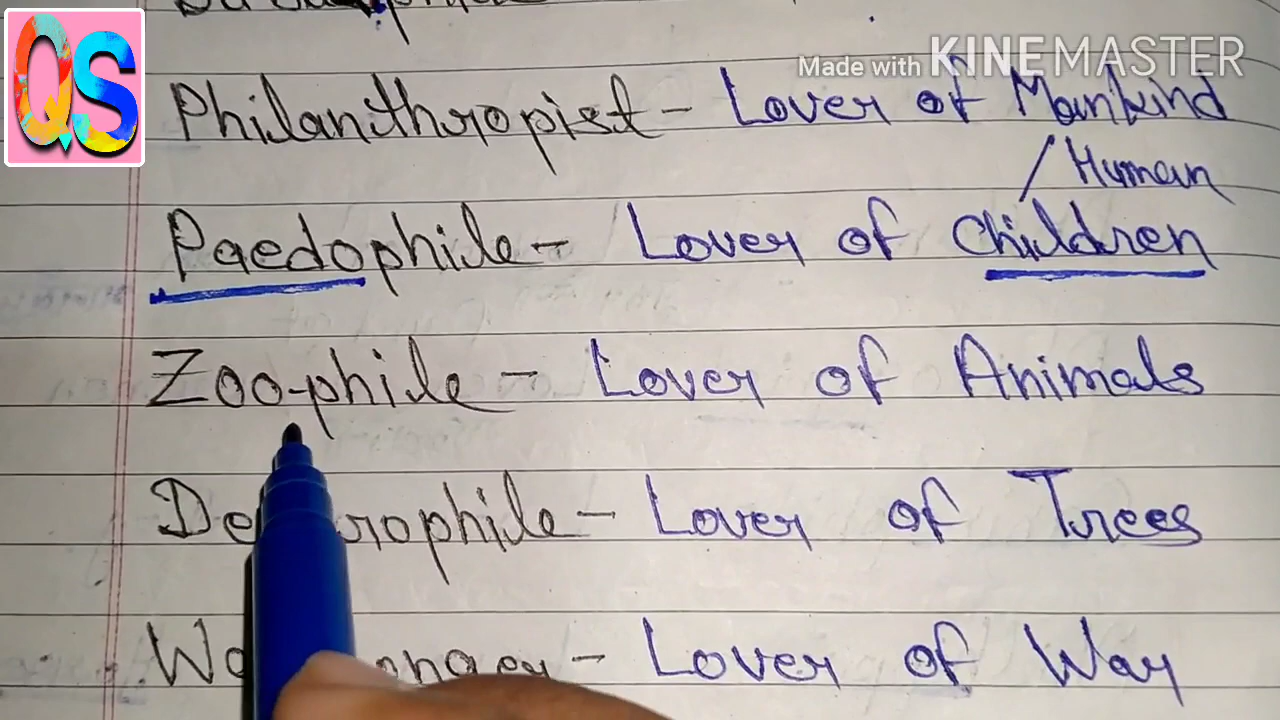 QS
Made with KINEMASTER
Philanthropist - Lover of Mankind
/ Human
Paedophile - Lover of Children
Zoo-phile - Lover of Animals
De rophile - Lover of Trees
Lover of War